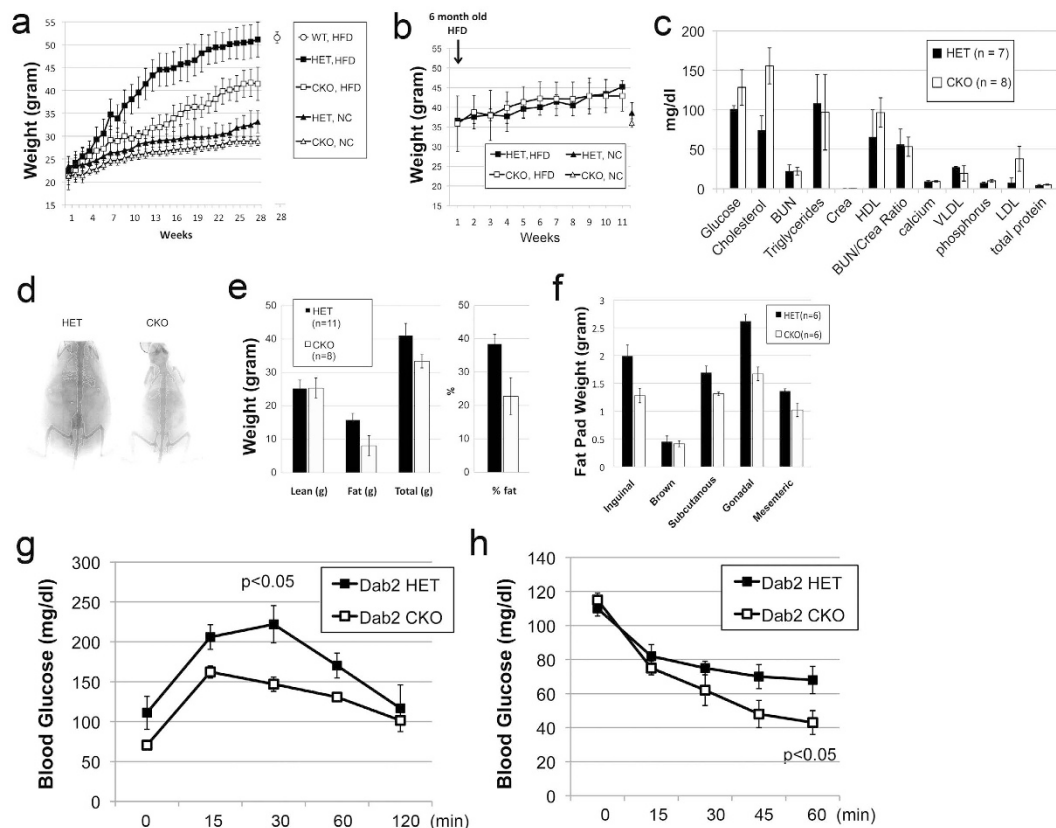 a
Weight (gram)
55
50
45
40
35
30
25
20
15
1 4 7 10 13 16 19 22 25 28 28
Weeks
WT, HFD
HET, HFD
CKO, HFD
HET, NC
CKO, NC
b
6 month old
HFD
Weight (gram)
55
50
45
40
35
30
25
20
15
1 2 3 4 5 6 7 8 9 10 11
Weeks
HET, HFD
CKO, HFD
HET, NC
CKO, NC
c
mg/dl
200
150
100
50
0
HET (n = 7)
CKO (n = 8)
Glucose
Cholesterol
BUN
Triglycerides
Crea
HDL
BUN/Crea Ratio
calcium
VLDL
phosphorus
LDL
total protein
d
HET CKO
e
Weight (gram)
50
40
30
20
10
0
HET
(n=11)
CKO
(n=8)
Lean (g) Fat (g) Total (g)
%
50
40
30
20
10
0
% fat
f
Fat Pad Weight (gram)
3
2.5
2
1.5
1
0.5
0
HET(n=6)
CKO(n=6)
Inguinal
Brown
Subcutanous
Gonadal
Mesenteric
g
Blood Glucose (mg/dl)
300
250
200
150
100
50
0
p<0.05
Dab2 HET
Dab2 CKO
0 15 30 60 120 (min)
h
Blood Glucose (mg/dl)
140
120
100
80
60
40
20
0
Dab2 HET
Dab2 CKO
p<0.05
0 15 30 45 60 (min)